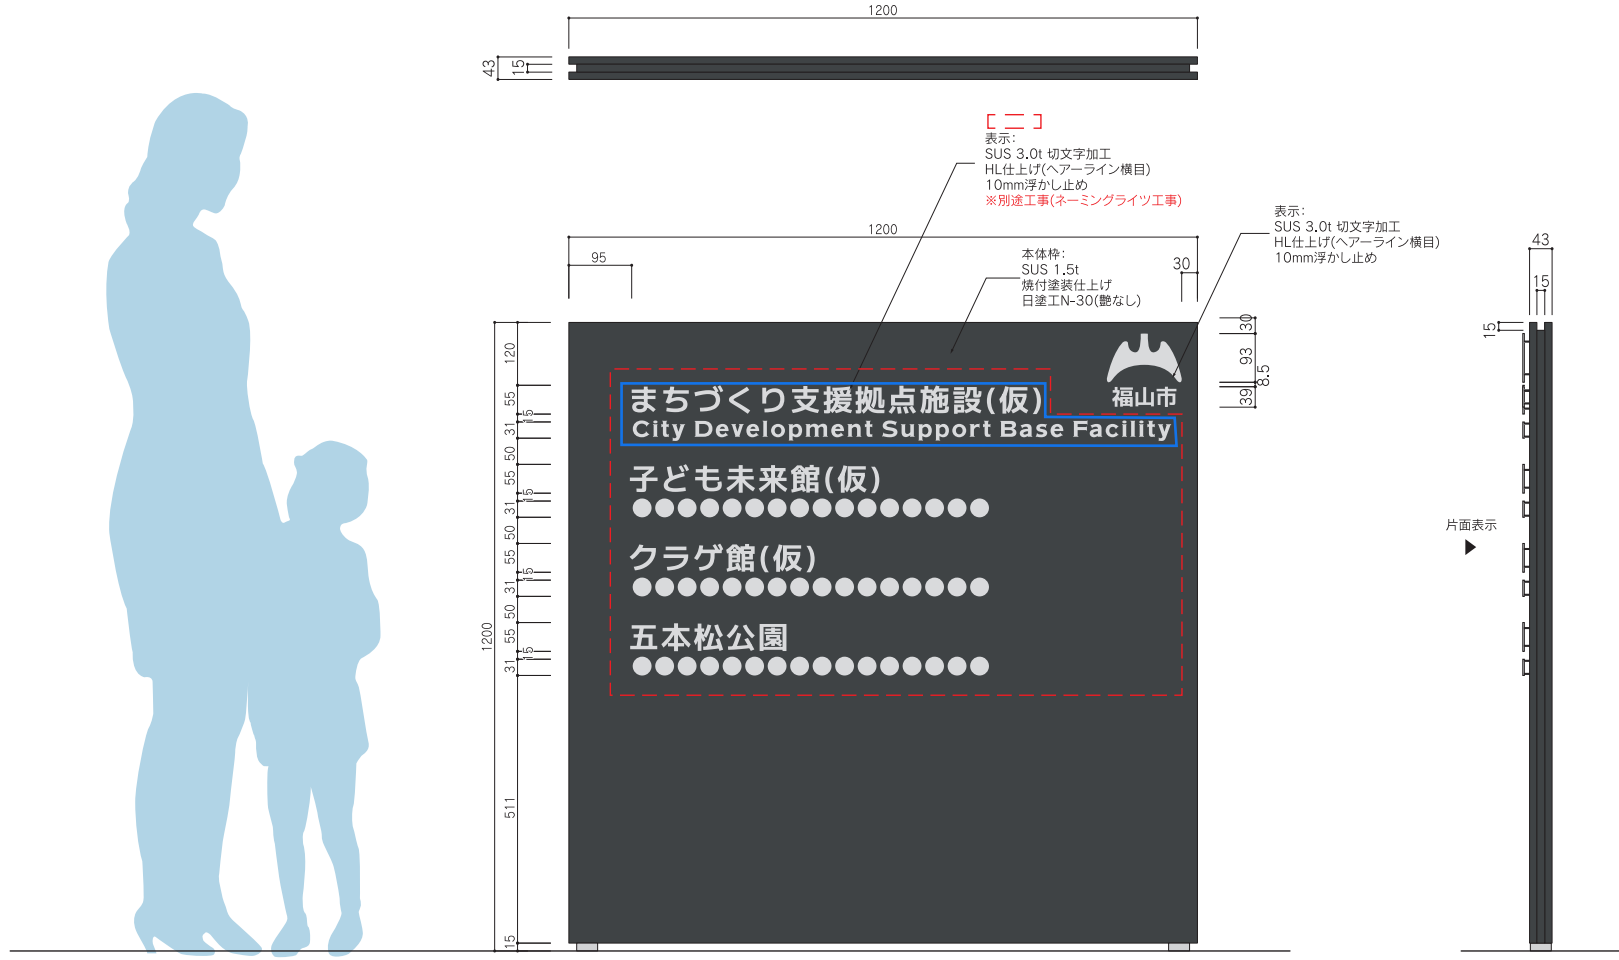 1200
43
15
表示:
SUS 3.0t 切文字加工
HL仕上げ(ヘアーライン横目)
10mm浮かし止め
※別途工事(ネーミングライツ工事)
表示:
SUS 3.0t 切文字加工
HL仕上げ(ヘアーライン横目)
10mm浮かし止め
1200
95
30
本体枠:
SUS 1.5t
焼付塗装仕上げ
日塗工N-30(艶なし)
43
15
15
30
93
8.5
39
福山市
まちづくり支援拠点施設(仮)
City Development Support Base Facility
子ども未来館(仮)
●●●●●●●●●●●●●●●●
クラゲ館(仮)
●●●●●●●●●●●●●●●●
五本松公園
●●●●●●●●●●●●●●●●
1200
120
55
15
31
50
55
15
31
50
55
15
31
50
55
15
31
511
15
片面表示